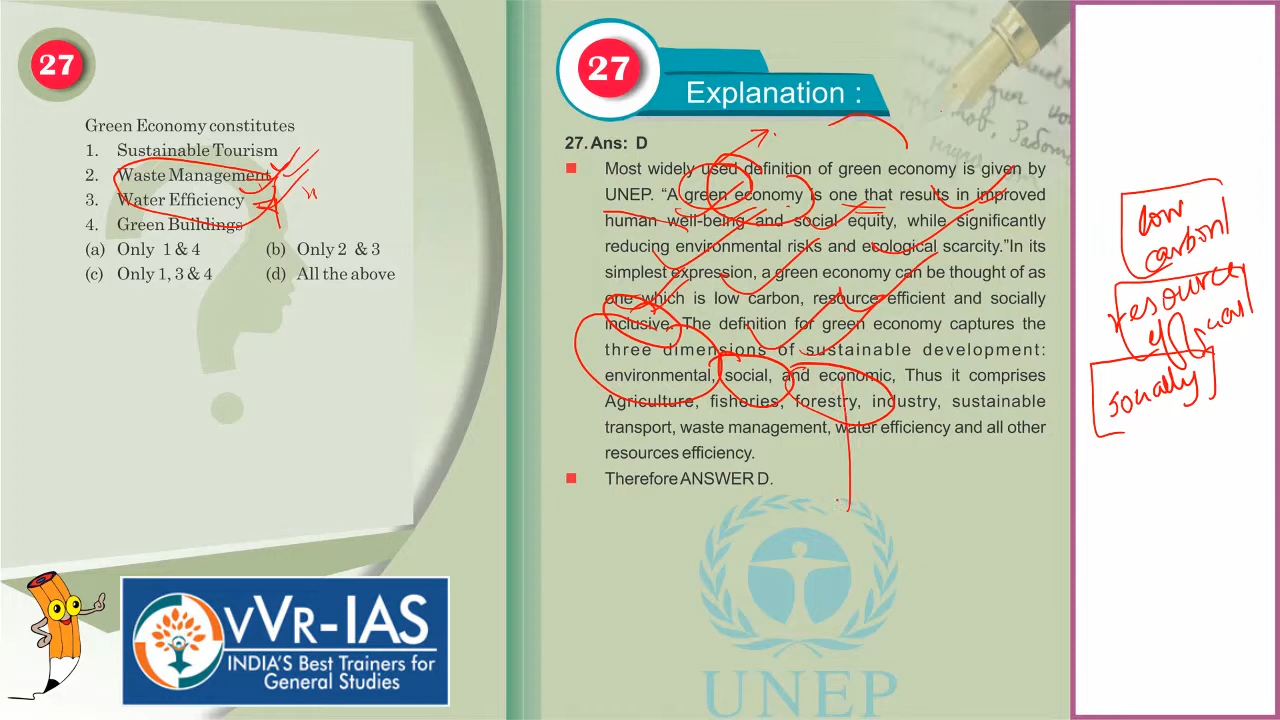 27
Green Economy constitutes
1. Sustainable Tourism
2. Waste Management
3. Water Efficiency
4. Green Buildings
(a) Only 1 & 4 (b) Only 2 & 3
(c) Only 1, 3 & 4 (d) All the above
vVr-IAS
INDIA'S Best Trainers for
General Studies
27
Explanation :
27. Ans: D
Most widely used definition of green economy is given by
UNEP. “A green economy is one that results in improved
human well-being and social equity, while significantly
reducing environmental risks and ecological scarcity.”In its
simplest expression, a green economy can be thought of as
one which is low carbon, resource efficient and socially
inclusive. The definition for green economy captures the
three dimensions of sustainable development:
environmental, social, and economic, Thus it comprises
Agriculture, fisheries, forestry, industry, sustainable
transport, waste management, water efficiency and all other
resources efficiency.
Therefore ANSWER D.
UNEP
low
carbon
resource